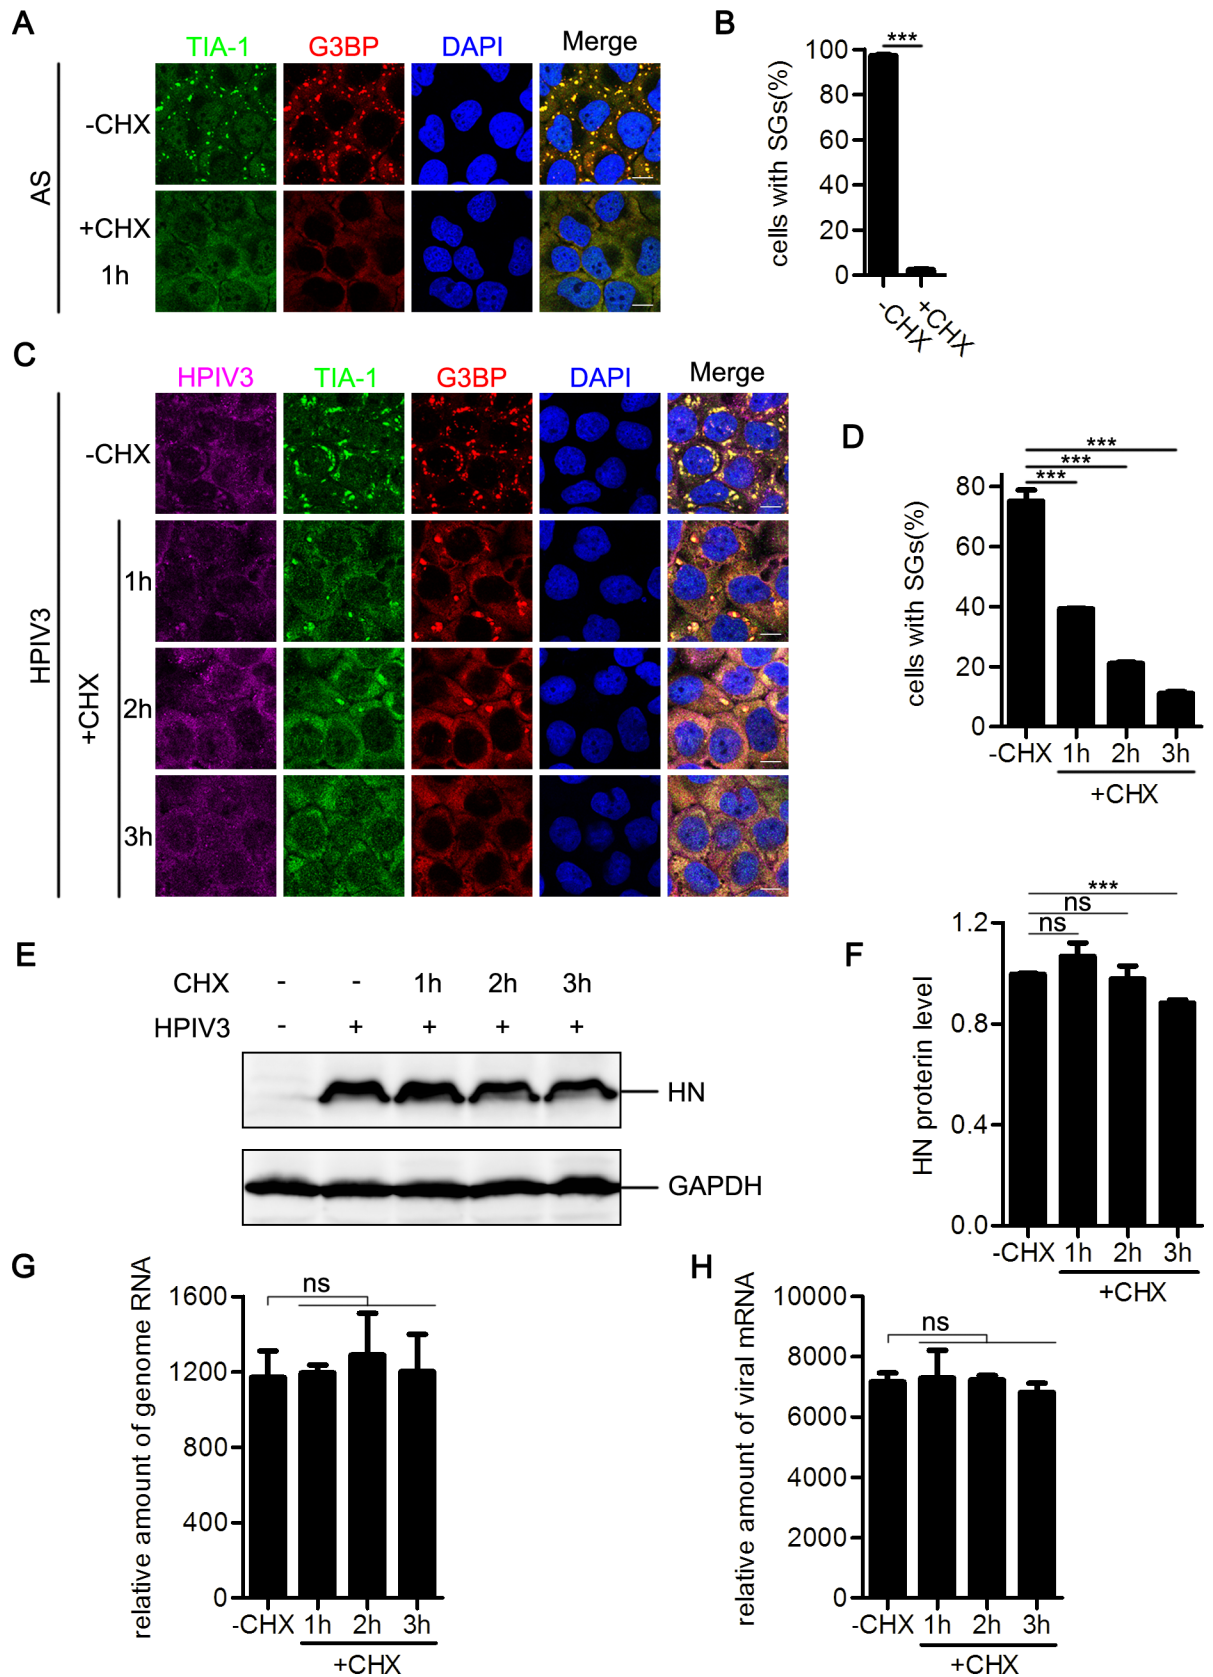 A
TIA-1 G3BP DAPI Merge
AS
-CHX
+CHX
1h
B
cells with SGs(%)
***
100
80
60
40
20
0
-CHX
+CHX
C
HPIV3 TIA-1 G3BP DAPI Merge
HPIV3
-CHX
+CHX
1h
2h
3h
D
cells with SGs(%)
***
***
***
80
60
40
20
0
-CHX 1h 2h 3h
+CHX
E
CHX - - 1h 2h 3h
HPIV3 - + + + +
HN
GAPDH
F
HN proterin level
***
ns
ns
1.2
0.8
0.4
0.0
-CHX 1h 2h 3h
+CHX
G
relative amount of genome RNA
ns
1600
1200
800
400
0
-CHX 1h 2h 3h
+CHX
H
relative amount of viral mRNA
ns
10000
8000
6000
4000
2000
0
-CHX 1h 2h 3h
+CHX